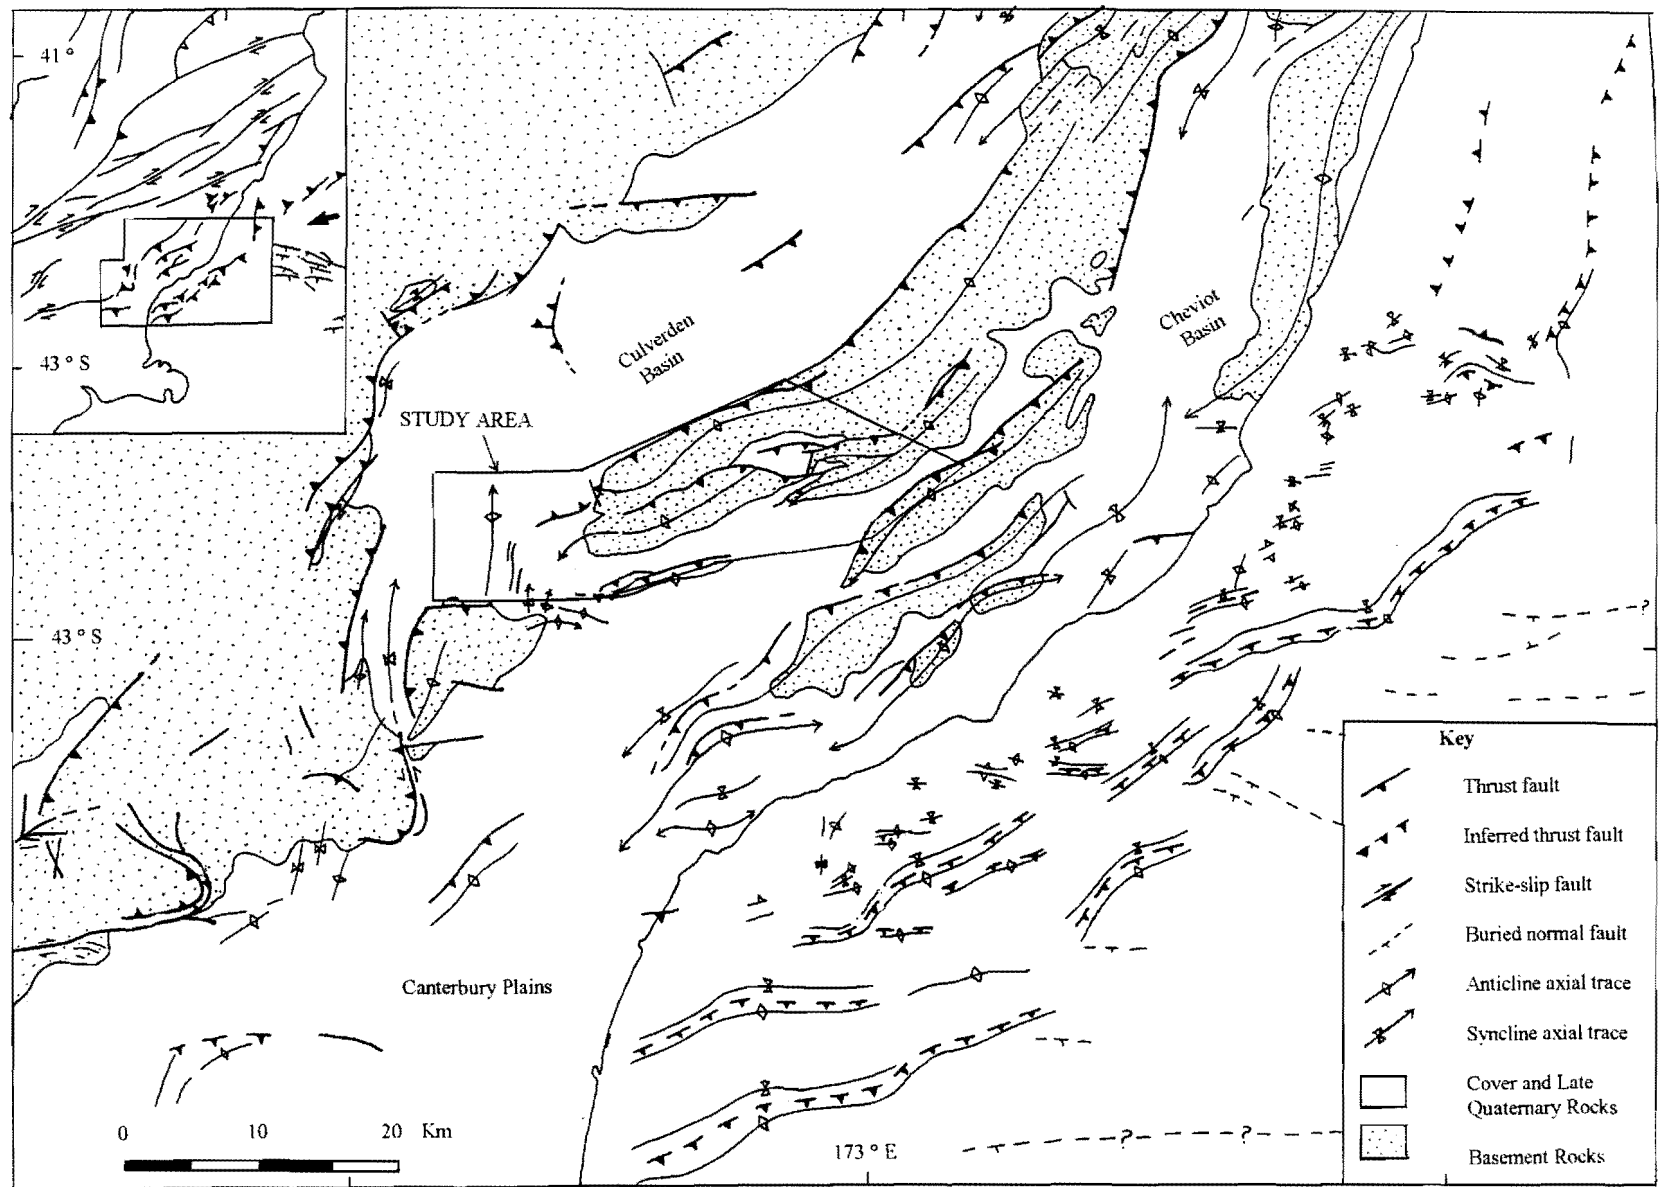 41°
43° S
STUDY AREA
Culverden
Basin
Cheviot
Basin
43° S
?
Canterbury Plains
0 10 20 Km
173° E
? ?
Key
Thrust fault
Inferred thrust fault
Strike-slip fault
Buried normal fault
Anticline axial trace
Syncline axial trace
Cover and Late
Quaternary Rocks
Basement Rocks